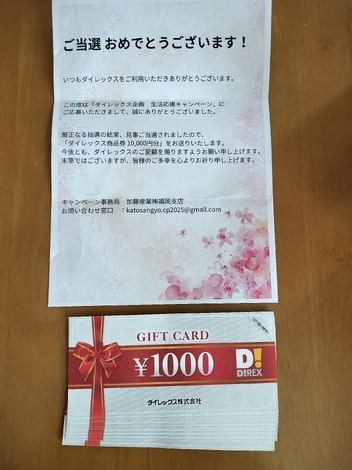 ご当選 おめでとうございます！
いつもダイレックスをご利用いただきありがとうございます。
この度は「ダイレックス企画　生活応援キャンペーン」に
ご応募いただきまして、誠にありがとうございました。
厳正なる抽選の結果、見事ご当選されましたので、
「ダイレックス商品券 10,000円分」をお送りいたします。
今後とも、ダイレックスのご愛顧を賜りますようお願い申し上げます。
末筆ではございますが、皆様のご多幸を心よりお祈り申し上げます。
キャンペーン事務局　加藤産業㈱福岡支店
お問い合わせ窓口　：katosangyo.cp2025@gmail.com
GIFT CARD
¥1000
D!
DIREX
ダイレックス株式会社